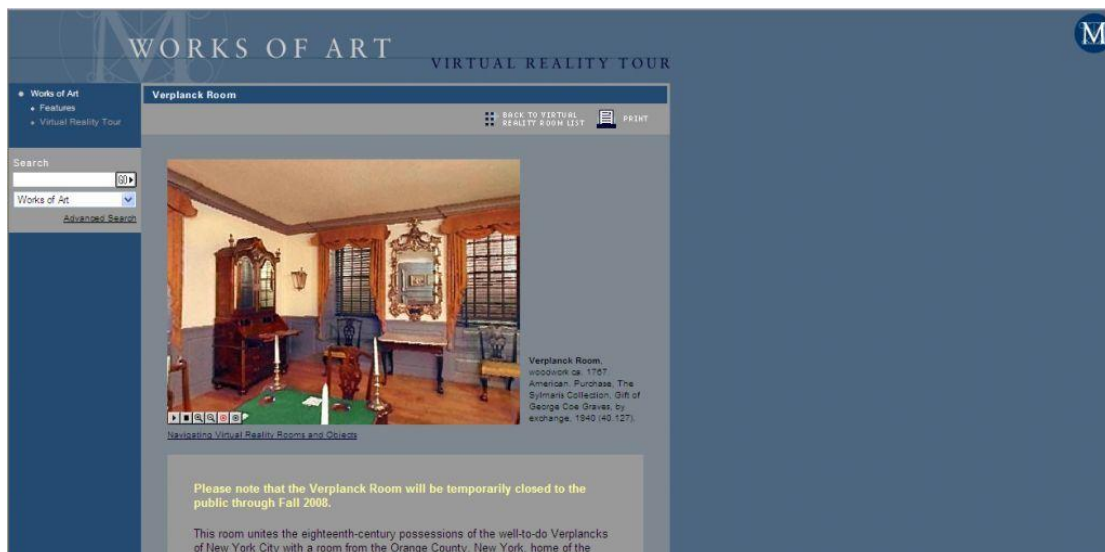 WORKS OF ART
VIRTUAL REALITY TOUR
M
Works of Art
Features
Virtual Reality Tour
Verplanck Room
BACK TO VIRTUAL
REALITY ROOM LIST
PRINT
Search
GO
Works of Art
Advanced Search
Verplanck Room,
woodwork ca. 1767.
American. Purchase, The
Sylmaris Collection, Gift of
George Coe Graves, by
exchange, 1940 (40.127).
Navigating Virtual Reality Rooms and Objects
Please note that the Verplanck Room will be temporarily closed to the
public through Fall 2008.
This room unites the eighteenth-century possessions of the well-to-do Verplancks
of New York City with a room from the Orange County, New York, home of the